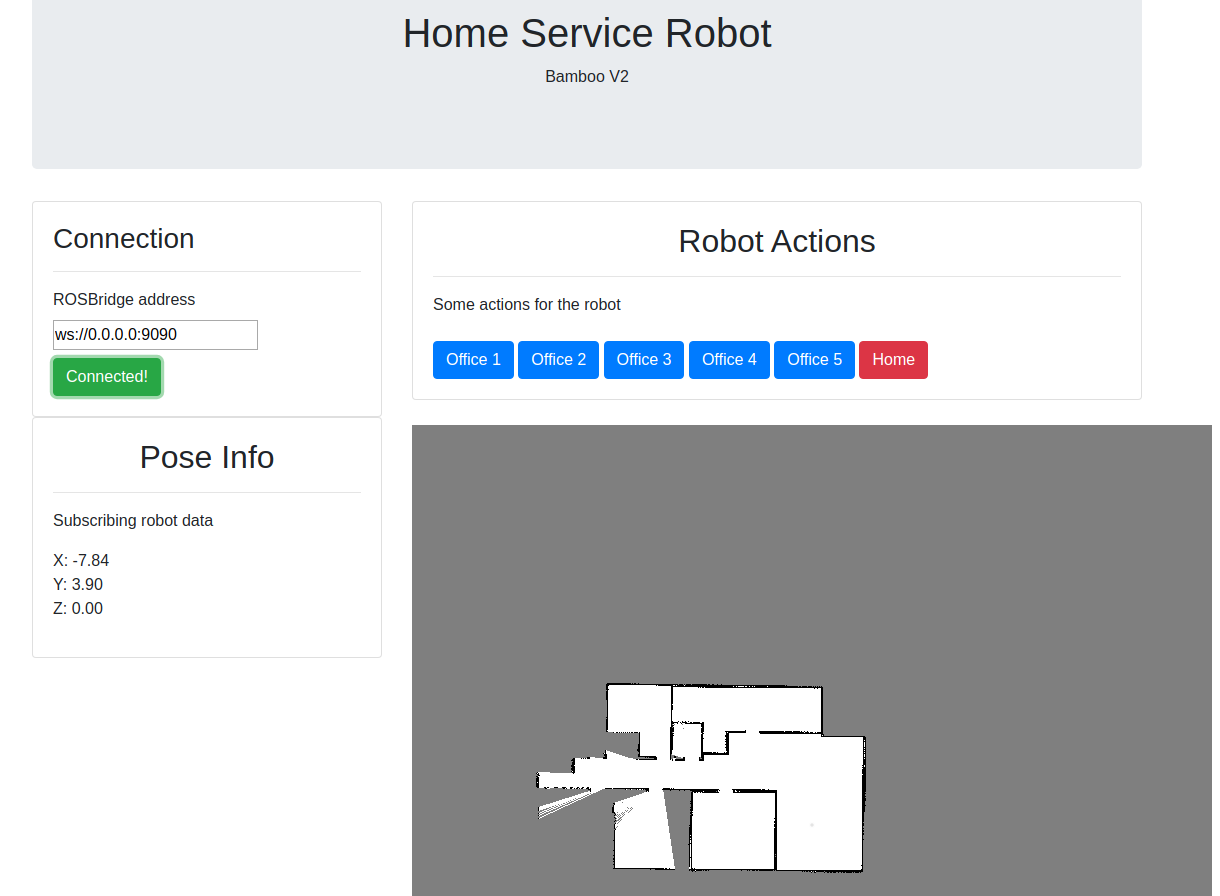 Home Service Robot
Bamboo V2
Connection
ROSBridge address
ws://0.0.0.0:9090
Connected!
Robot Actions
Some actions for the robot
Office 1 Office 2 Office 3 Office 4 Office 5 Home
Pose Info
Subscribing robot data
X: -7.84
Y: 3.90
Z: 0.00